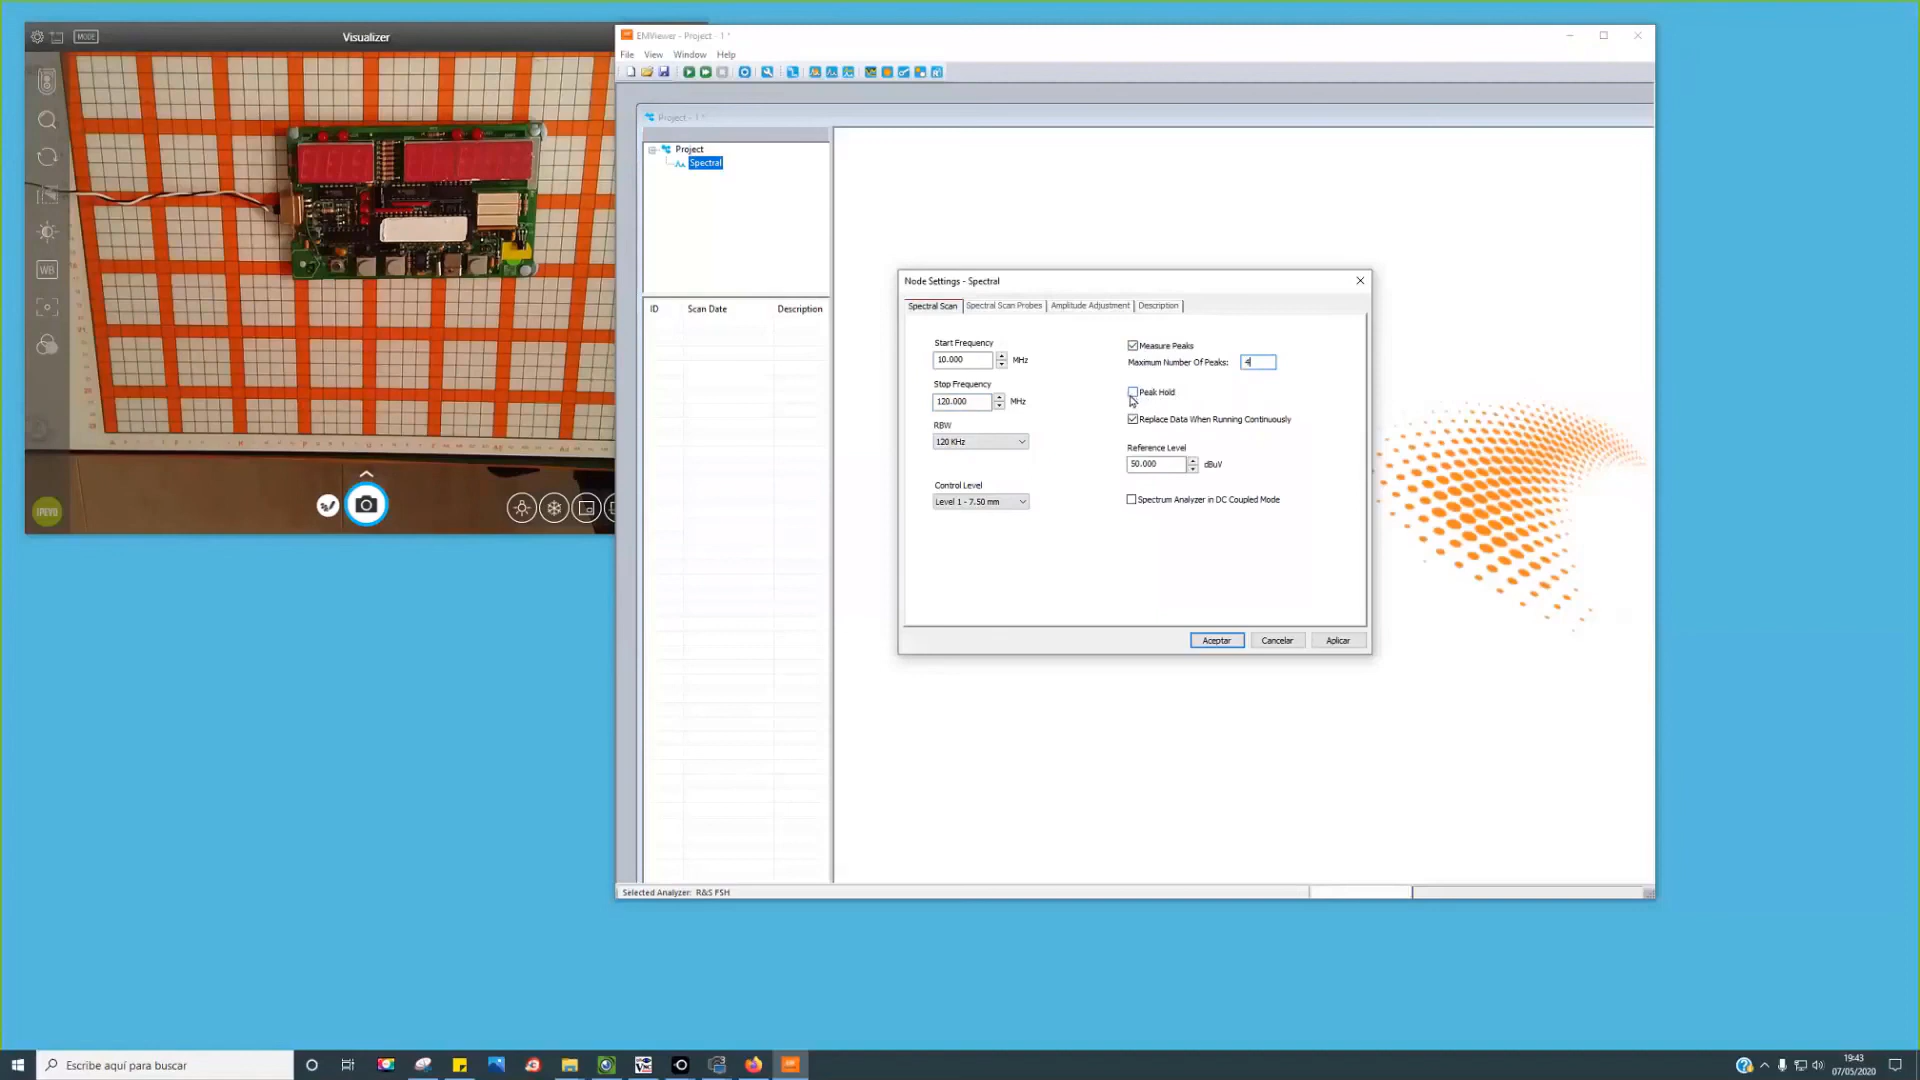 MODE
Visualizer
WB
IPEVO
EMViewer - Project - 1 *
File View Window Help
Project - 1 *
Project
Spectral
ID Scan Date Description
Node Settings - Spectral
Spectral Scan Spectral Scan Probes Amplitude Adjustment Description
Start Frequency
10.000 MHz
Stop Frequency
120.000 MHz
RBW
120 KHz
Control Level
Level 1 - 7.50 mm
Measure Peaks
Maximum Number Of Peaks: 4
Peak Hold
Replace Data When Running Continuously
Reference Level
50.000 dBuV
Spectrum Analyzer in DC Coupled Mode
Aceptar Cancelar Aplicar
Selected Analyzer: R&S FSH
Escribe aquí para buscar
19:43
07/05/2020